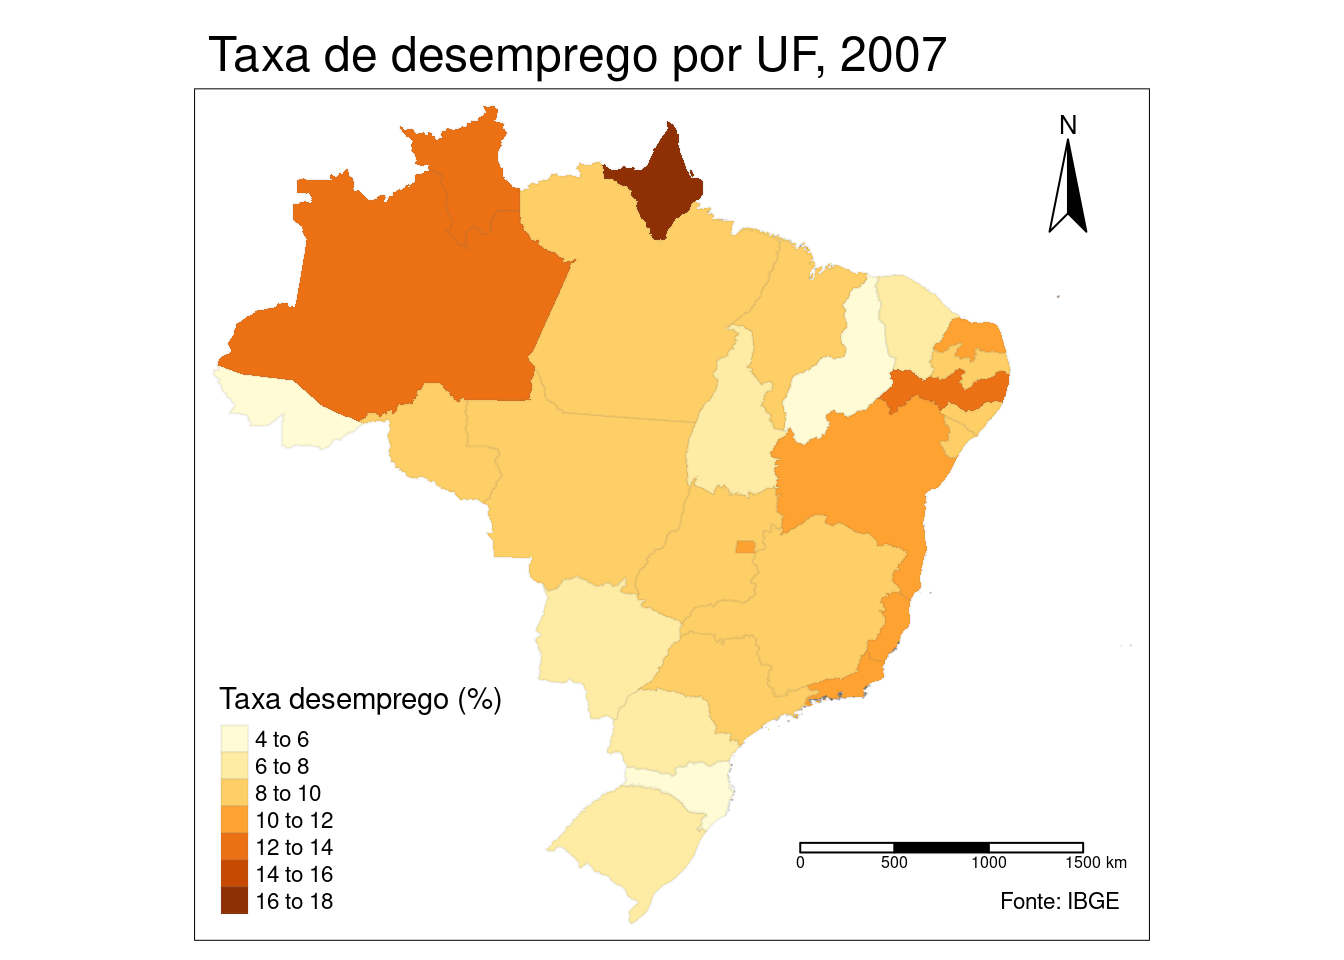 Taxa de desemprego por UF, 2007
N
Taxa desemprego (%)
4 to 6
6 to 8
8 to 10
10 to 12
12 to 14
14 to 16
16 to 18
0 500 1000 1500 km
Fonte: IBGE